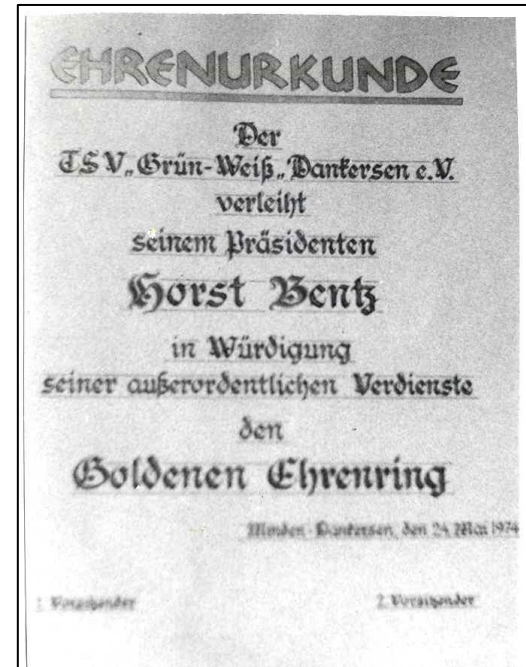 EHRENURKUNDE
Der
TSV „Grün-Weiß„ Dankersen e.V.
verleiht
seinem Präsidenten
Horst Bentz
in Würdigung
seiner außerordentlichen Verdienste
den
Goldenen Ehrenring
Minden-Dankersen, den 24. Mai 1974
1. Vorsitzender 2. Vorsitzender